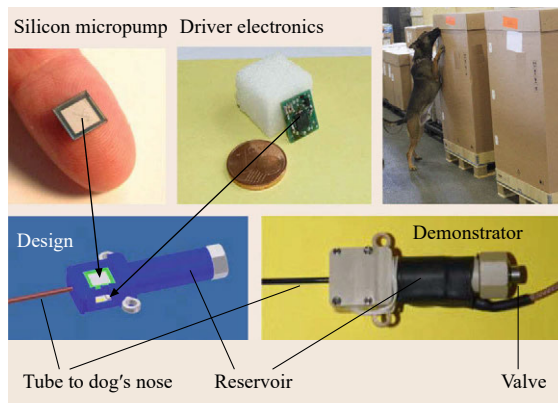 Silicon micropump
Driver electronics
Design
Demonstrator
Tube to dog's nose
Reservoir
Valve